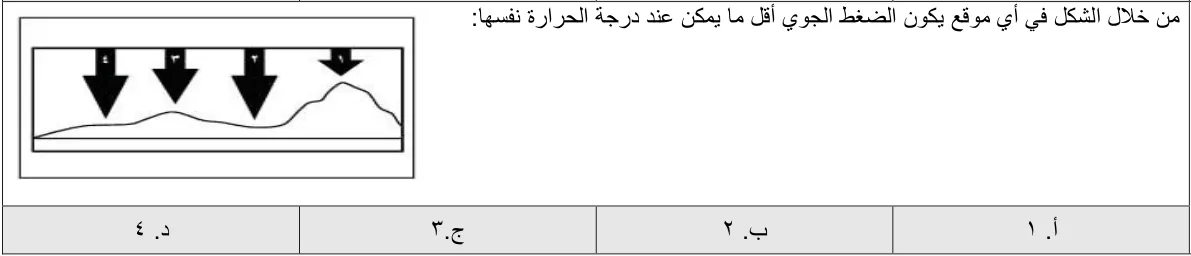 من خلال الشكل في أي موقع يكون الضغط الجوي أقل ما يمكن عند درجة الحرارة نفسها:
١ ٢ ٣ ٤
أ. ١
ب. ٢
ج.٣
د. ٤